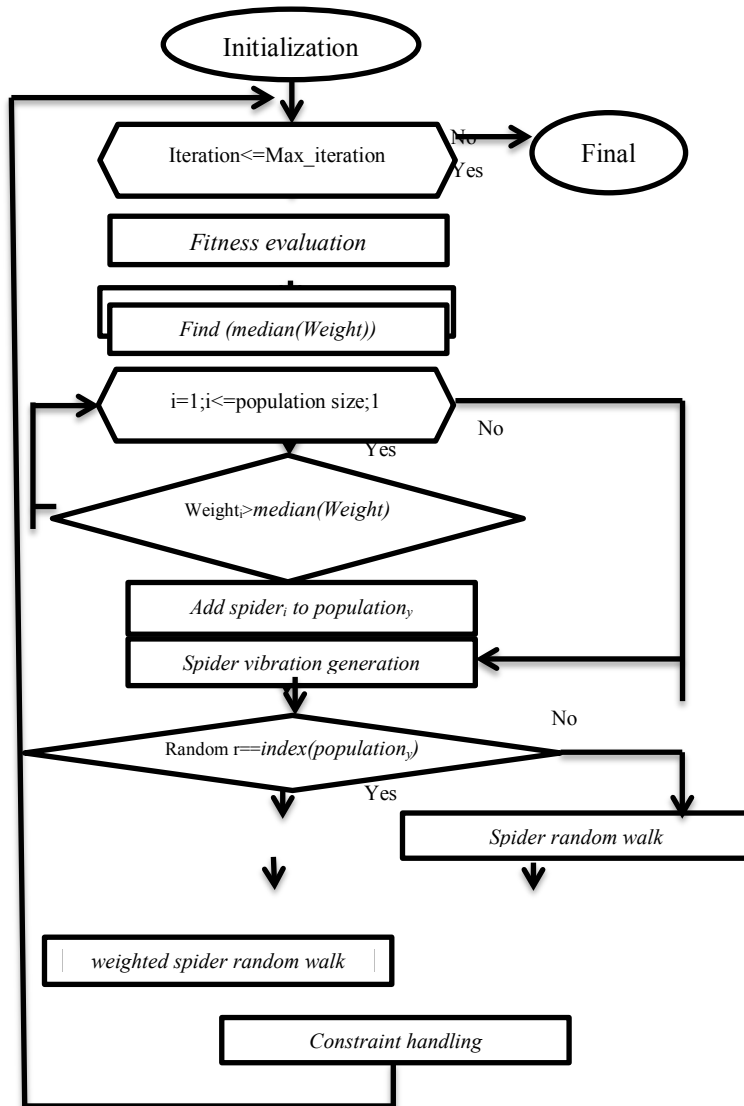 Initialization
Iteration<=Max_iteration
No
Final
Yes
Fitness evaluation
Find (median(Weight))
i=1;i<=population size;1
No
Yes
Weightᵢ>median(Weight)
Add spiderᵢ to populationᵧ
Spider vibration generation
No
Random r==index(populationᵧ)
Yes
Spider random walk
weighted spider random walk
Constraint handling